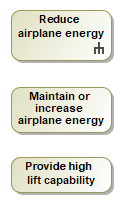 Reduce
airplane energy
Maintain or
increase
airplane energy
Provide high
lift capability